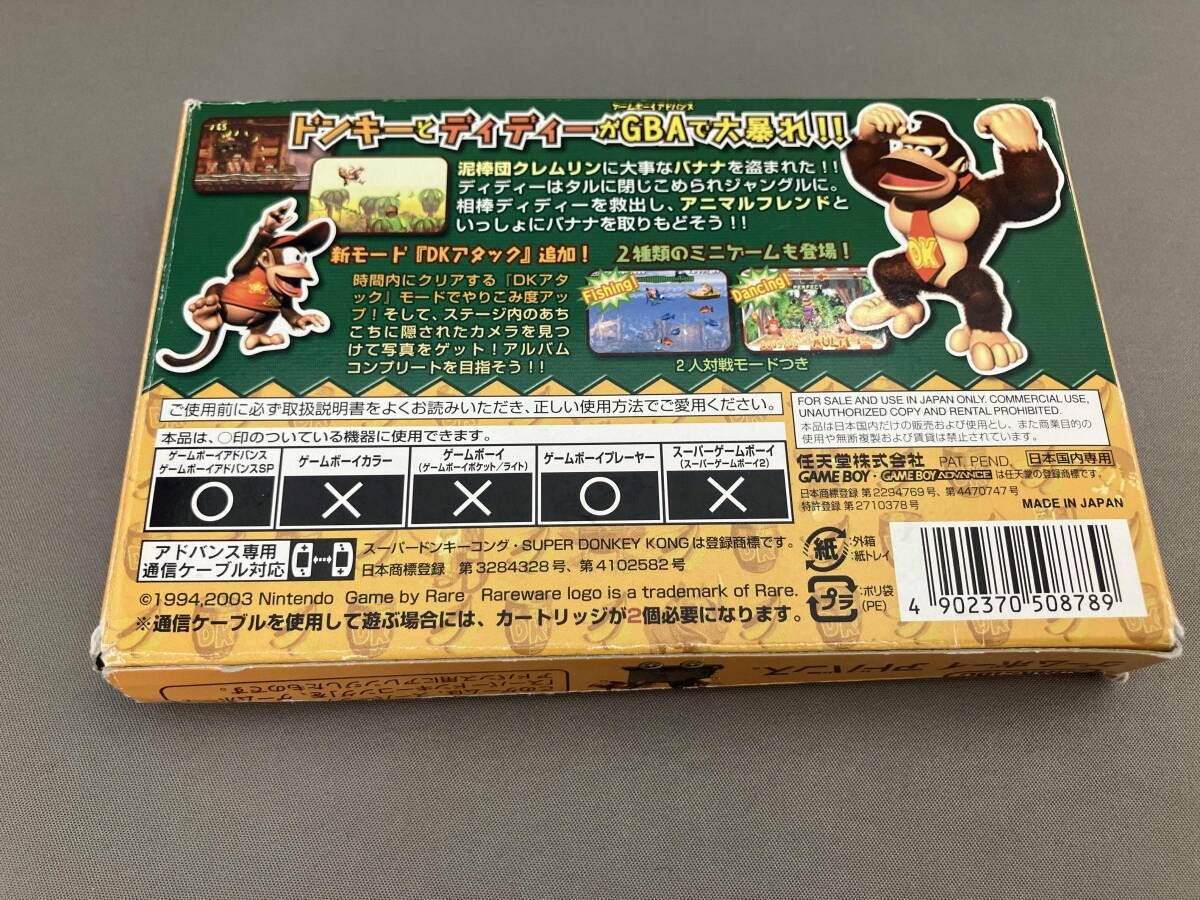 ゲームボーイアドバンス
ドンキーとディディーがGBAで大暴れ!!
泥棒団クレムリンに大事なバナナを盗まれた!!
ディディーはタルに閉じこめられジャングルに。
相棒ディディーを救出し、アニマルフレンドと
いっしょにバナナを取りもどそう!!
新モード『DKアタック』追加!
時間内にクリアする『DKアタ
ック』モードでやりこみ度アッ
プ!そして、ステージ内のあち
こちに隠されたカメラを見つ
けて写真をゲット!アルバム
コンプリートを目指そう!!
2種類のミニゲームも登場!
Fishing!
Dancing!
PERFECT
2人対戦モードつき
DK
ご使用前に必ず取扱説明書をよくお読みいただき、正しい使用方法でご愛用ください。
本品は、○印のついている機器に使用できます。
ゲームボーイアドバンス
ゲームボーイアドバンスSP
○
ゲームボーイカラー
×
ゲームボーイ
(ゲームボーイポケット/ライト)
×
ゲームボーイプレーヤー
○
スーパーゲームボーイ
(スーパーゲームボーイ2)
×
FOR SALE AND USE IN JAPAN ONLY. COMMERCIAL USE,
UNAUTHORIZED COPY AND RENTAL PROHIBITED.
本品は日本国内だけの販売および使用とし、また商業目的の
使用や無断複製および賃貸は禁止されています。
任天堂株式会社 PAT. PEND. 日本国内専用
GAME BOY・GAME BOY ADVANCE は任天堂の登録商標です。
日本商標登録 第2294769号、第4470747号
特許登録 第2710378号
MADE IN JAPAN
アドバンス専用
通信ケーブル対応
スーパードンキーコング・SUPER DONKEY KONGは登録商標です。
日本商標登録 第3284328号、第4102582号
紙
:外箱
:紙トレイ
プラ
:ポリ袋
(PE)
©1994,2003 Nintendo Game by Rare Rareware logo is a trademark of Rare.
※通信ケーブルを使用して遊ぶ場合には、カートリッジが2個必要になります。
4 902370 508789
ゲームボーイ アドバンス
アドバンス用にアレンジしたものです。